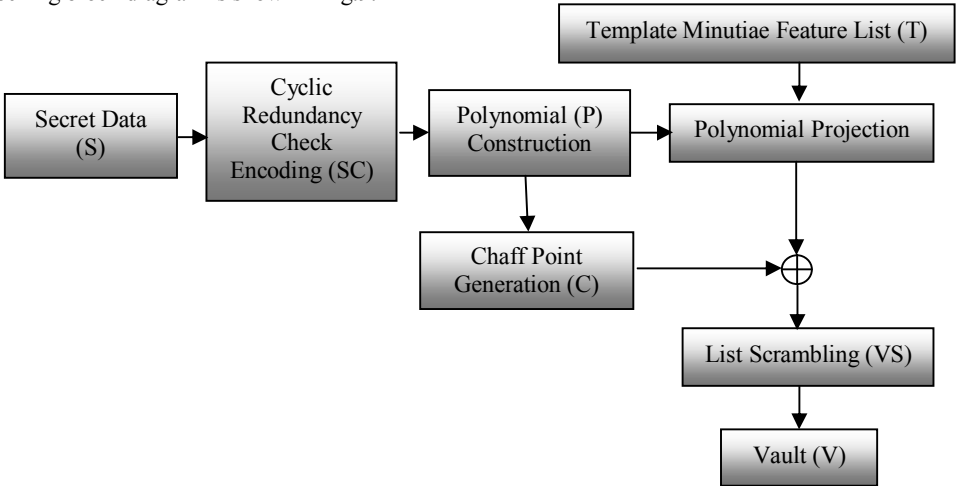 Template Minutiae Feature List (T)
Secret Data
(S)
Cyclic
Redundancy
Check
Encoding (SC)
Polynomial (P)
Construction
Polynomial Projection
Chaff Point
Generation (C)
List Scrambling (VS)
Vault (V)